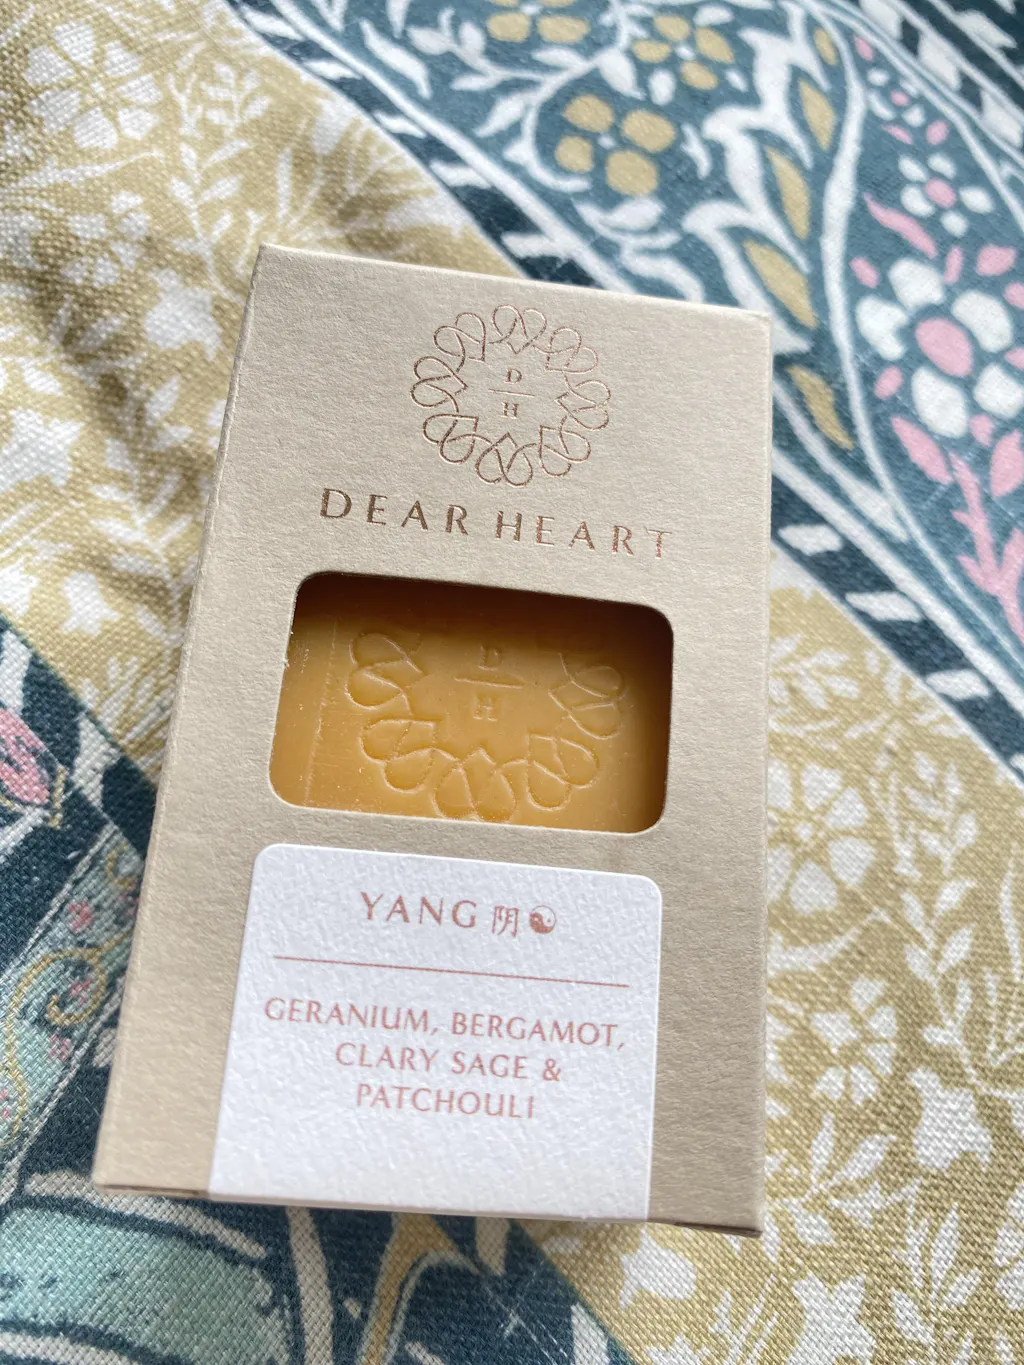 D
H
DEAR HEART
D
H
YANG 阴☯
GERANIUM, BERGAMOT,
CLARY SAGE &
PATCHOULI